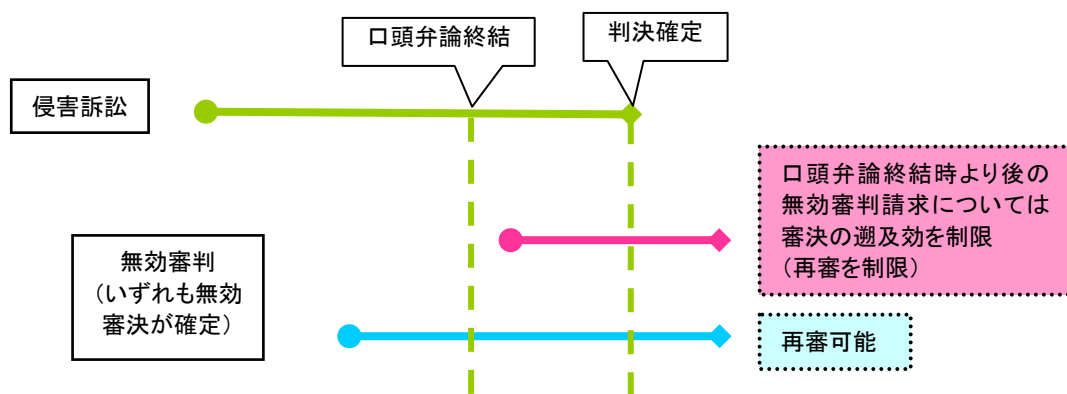 口頭弁論終結
判決確定
侵害訴訟
口頭弁論終結時より後の
無効審判請求については
審決の遡及効を制限
(再審を制限)
無効審判
(いずれも無効
審決が確定)
再審可能